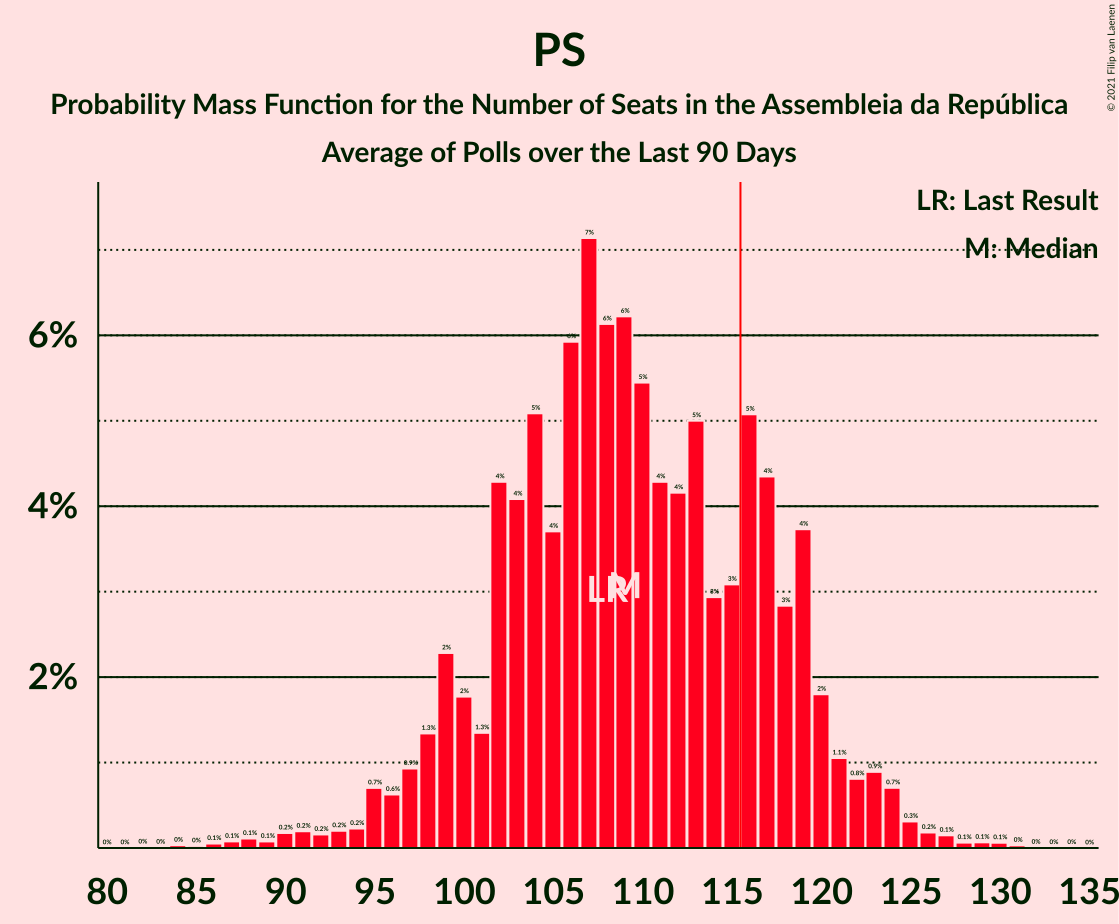 PS
Probability Mass Function for the Number of Seats in the Assembleia da República
Average of Polls over the Last 90 Days
© 2021 Filip van Laenen
LR: Last Result
M: Median
6%
4%
2%
0% 0% 0% 0% 0% 0% 0.1% 0.1% 0.1% 0.1% 0.2% 0.2% 0.2% 0.2% 0.2% 0.7% 0.6% 0.9% 1.3% 2% 2% 1.3% 4% 4% 5% 4% 6% 7% 6% 6% 5% 4% 4% 5% 3% 3% 5% 4% 3% 4% 2% 1.1% 0.8% 0.9% 0.7% 0.3% 0.2% 0.1% 0.1% 0.1% 0.1% 0% 0% 0% 0% 0%
LR M
80 85 90 95 100 105 110 115 120 125 130 135